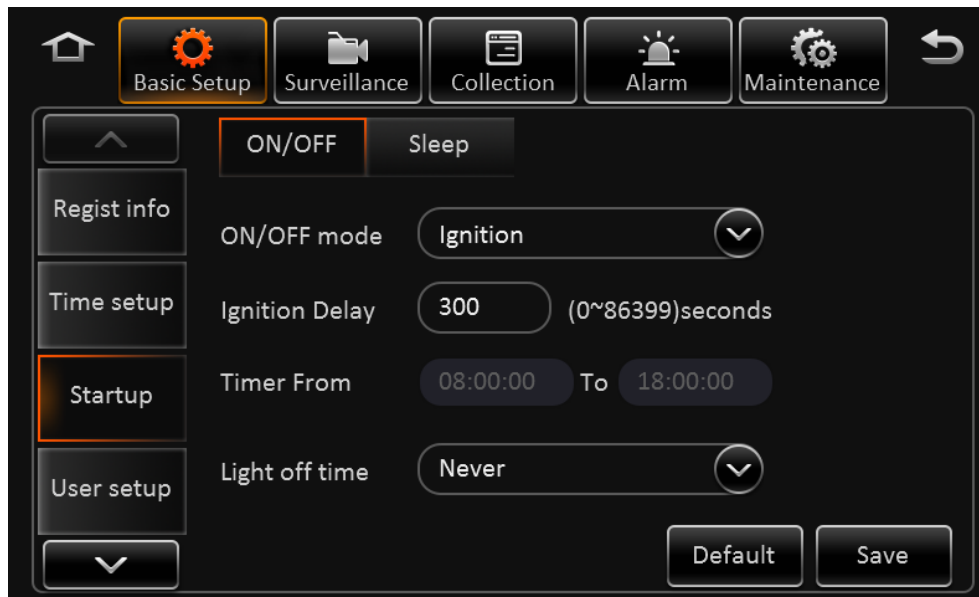 Basic Setup Surveillance Collection Alarm Maintenance
ON/OFF Sleep
Regist info
ON/OFF mode Ignition
Time setup
Ignition Delay 300 (0~86399)seconds
Startup
Timer From 08:00:00 To 18:00:00
User setup
Light off time Never
Default Save